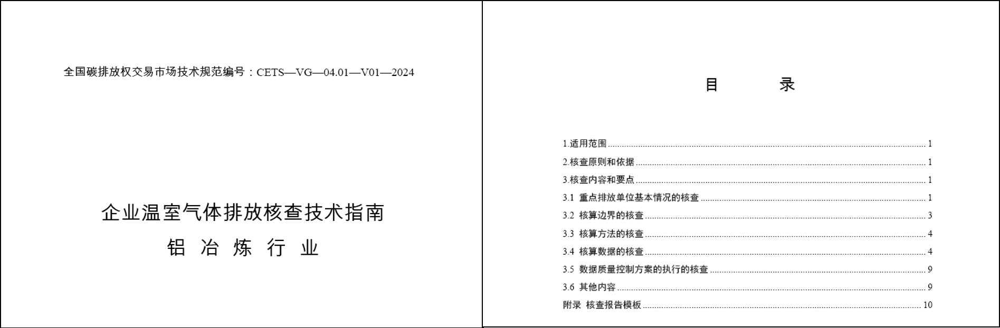 全国碳排放权交易市场技术规范编号：CETS—VG—04.01—V01—2024
企业温室气体排放核查技术指南
铝冶炼行业
目 录
1.适用范围 1
2.核查原则和依据 1
3.核查内容和要点 1
3.1 重点排放单位基本情况的核查 1
3.2 核算边界的核查 3
3.3 核算方法的核查 4
3.4 核算数据的核查 4
3.5 数据质量控制方案的执行的核查 9
3.6 其他内容 9
附录 核查报告模板 10